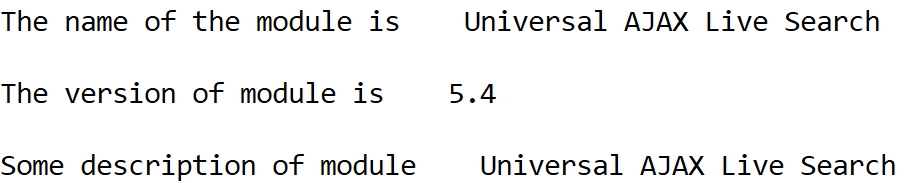 The name of the module is    Universal AJAX Live Search
The version of module is    5.4
Some description of module    Universal AJAX Live Search